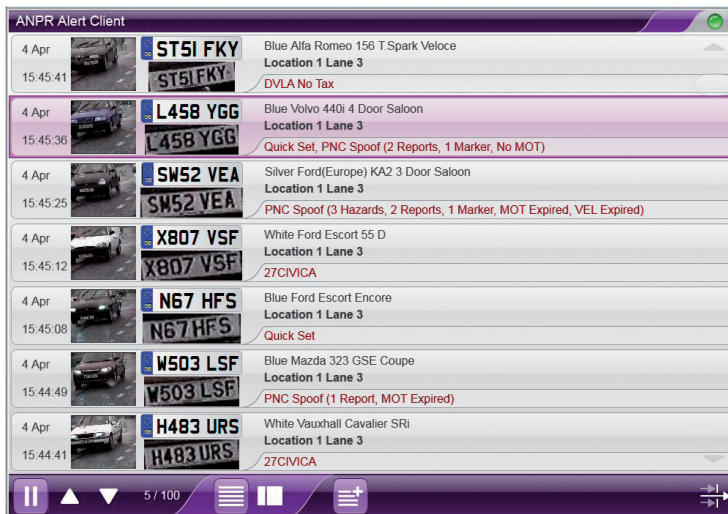 ANPR Alert Client
4 Apr
15:45:41
ST51 FKY
ST51 FKY
Blue Alfa Romeo 156 T.Spark Veloce
Location 1 Lane 3
DVLA No Tax
4 Apr
15:45:36
L458 YGG
L458 YGG
Blue Volvo 440i 4 Door Saloon
Location 1 Lane 3
Quick Set, PNC Spoof (2 Reports, 1 Marker, No MOT)
4 Apr
15:45:25
SW52 VEA
SW52 VEA
Silver Ford(Europe) KA2 3 Door Saloon
Location 1 Lane 3
PNC Spoof (3 Hazards, 2 Reports, 1 Marker, MOT Expired, VEL Expired)
4 Apr
15:45:12
X807 VSF
X807 VSF
White Ford Escort 55 D
Location 1 Lane 3
27CIVICA
4 Apr
15:45:08
N67 HFS
N67 HFS
Blue Ford Escort Encore
Location 1 Lane 3
Quick Set
4 Apr
15:44:49
W503 LSF
W503 LSF
Blue Mazda 323 GSE Coupe
Location 1 Lane 3
PNC Spoof (1 Report, MOT Expired)
4 Apr
15:44:41
H483 URS
H483 URS
White Vauxhall Cavalier SRi
Location 1 Lane 3
27CIVICA
5 / 100